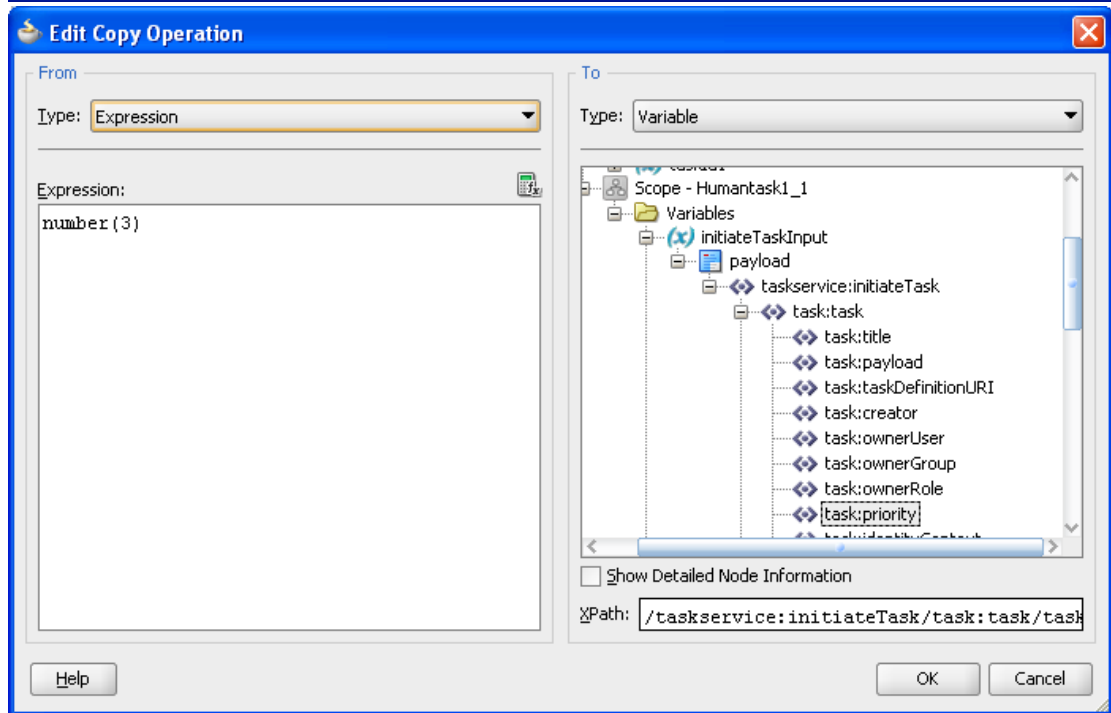 Edit Copy Operation
From
Type: Expression
Expression:
number(3)
To
Type: Variable
Scope - Humantask1_1
Variables
(x) initiateTaskInput
payload
taskservice:initiateTask
task:task
task:title
task:payload
task:taskDefinitionURI
task:creator
task:ownerUser
task:ownerGroup
task:ownerRole
task:priority
Show Detailed Node Information
XPath: /taskservice:initiateTask/task:task/task
Help
OK
Cancel